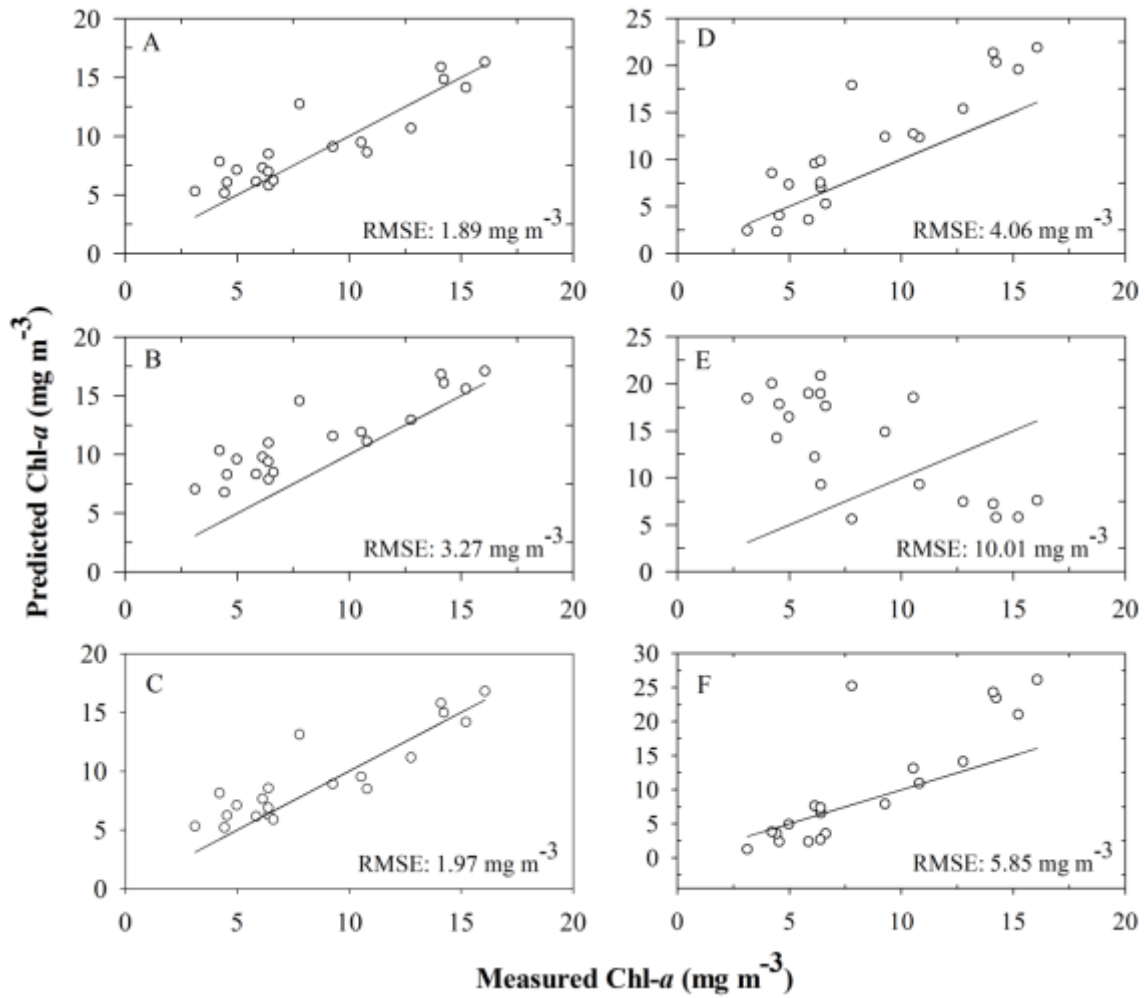 Predicted Chl-a (mg m-3)
A
20
15
10
5
0
RMSE: 1.89 mg m-3
0 5 10 15 20
D
25
20
15
10
5
0
RMSE: 4.06 mg m-3
0 5 10 15 20
B
20
15
10
5
0
RMSE: 3.27 mg m-3
0 5 10 15 20
E
25
20
15
10
5
0
RMSE: 10.01 mg m-3
0 5 10 15 20
C
20
15
10
5
0
RMSE: 1.97 mg m-3
0 5 10 15 20
F
30
25
20
15
10
5
0
RMSE: 5.85 mg m-3
0 5 10 15 20
Measured Chl-a (mg m-3)